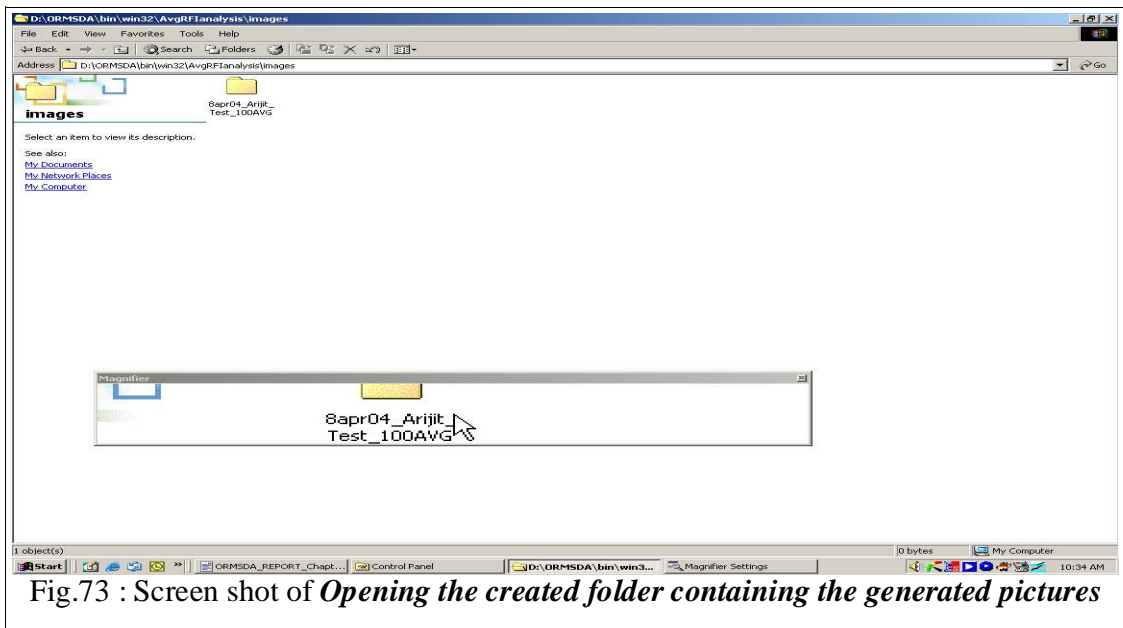 D:\ORMSDA\bin\win32\AvgRFIanalysis\images
File Edit View Favorites Tools Help
Back Search Folders
Address D:\ORMSDA\bin\win32\AvgRFIanalysis\images Go
8apr04_Arijit_
Test_100AVG
images
Select an item to view its description.
See also:
My Documents
My Network Places
My Computer
Magnifier
8apr04_Arijit_
Test_100AVG
1 object(s) 0 bytes My Computer
Start ORMSDA_REPORT_Chapt... Control Panel D:\ORMSDA\bin\win3... Magnifier Settings 10:34 AM
Fig.73 : Screen shot of Opening the created folder containing the generated pictures